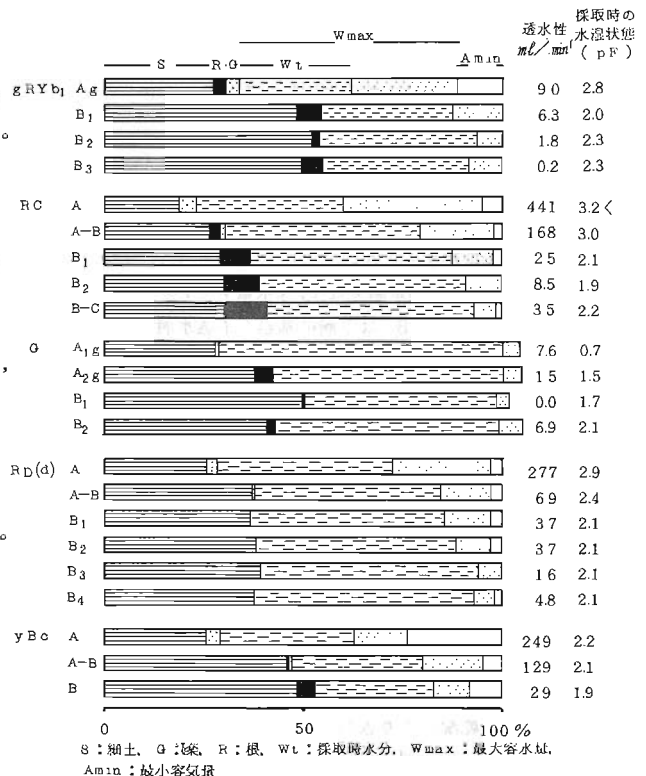 Wmax
透水性 採取時の
ml/min 水湿状態
(pF)
S R・G Wt Amin
gRYb₁ Ag 90 2.8
B₁ 6.3 2.0
B₂ 1.8 2.3
B₃ 0.2 2.3
RC A 441 3.2<
A-B 168 3.0
B₁ 25 2.1
B₂ 8.5 1.9
B-C 35 2.2
G A₁g 7.6 0.7
A₂g 15 1.5
B₁ 0.0 1.7
B₂ 6.9 2.1
RD(d) A 277 2.9
A-B 69 2.4
B₁ 37 2.1
B₂ 37 2.1
B₃ 16 2.1
B₄ 4.8 2.1
yBc A 249 2.2
A-B 129 2.1
B 29 1.9
0 50 100 %
S:細土, G:礫, R:根, Wt:採取時水分, Wmax:最大容水量,
Amin:最小容気量